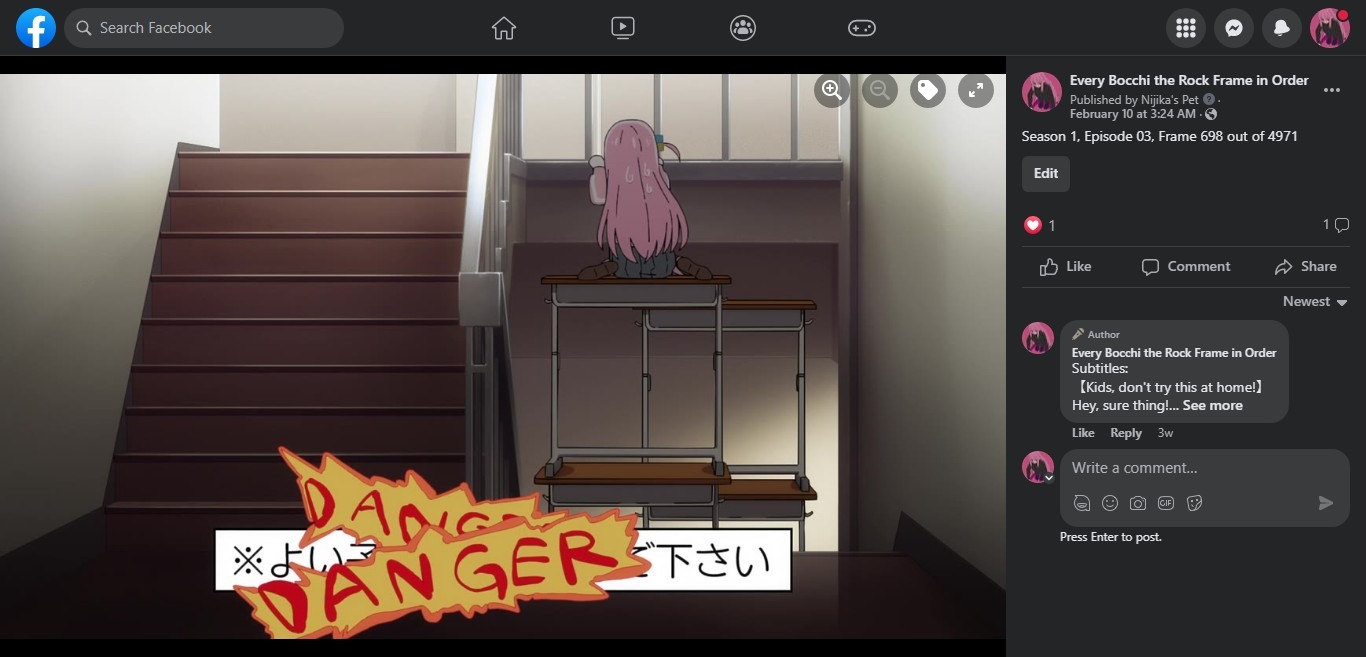 Search Facebook
Every Bocchi the Rock Frame in Order
Published by Nijika's Pet ·
February 10 at 3:24 AM ·
Season 1, Episode 03, Frame 698 out of 4971
Edit
1
1
Like
Comment
Share
Newest
Author
Every Bocchi the Rock Frame in Order
Subtitles:
【Kids, don't try this at home!】
Hey, sure thing!... See more
Like Reply 3w
Write a comment...
GIF
Press Enter to post.
DANGE
※よい
下さい
DANGER